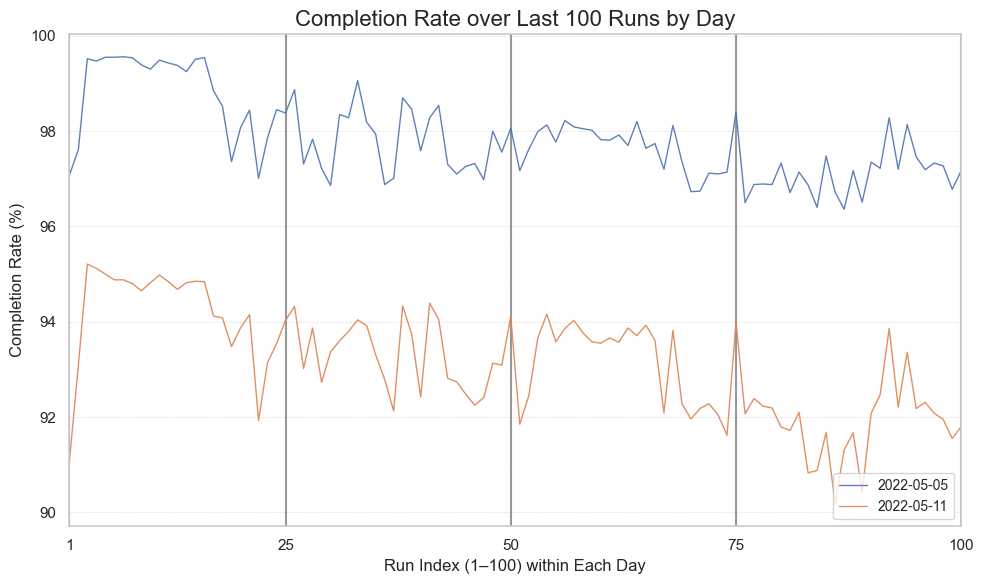 Completion Rate over Last 100 Runs by Day
Completion Rate (%)
100
98
96
94
92
90
1 25 50 75 100
Run Index (1–100) within Each Day
2022-05-05
2022-05-11